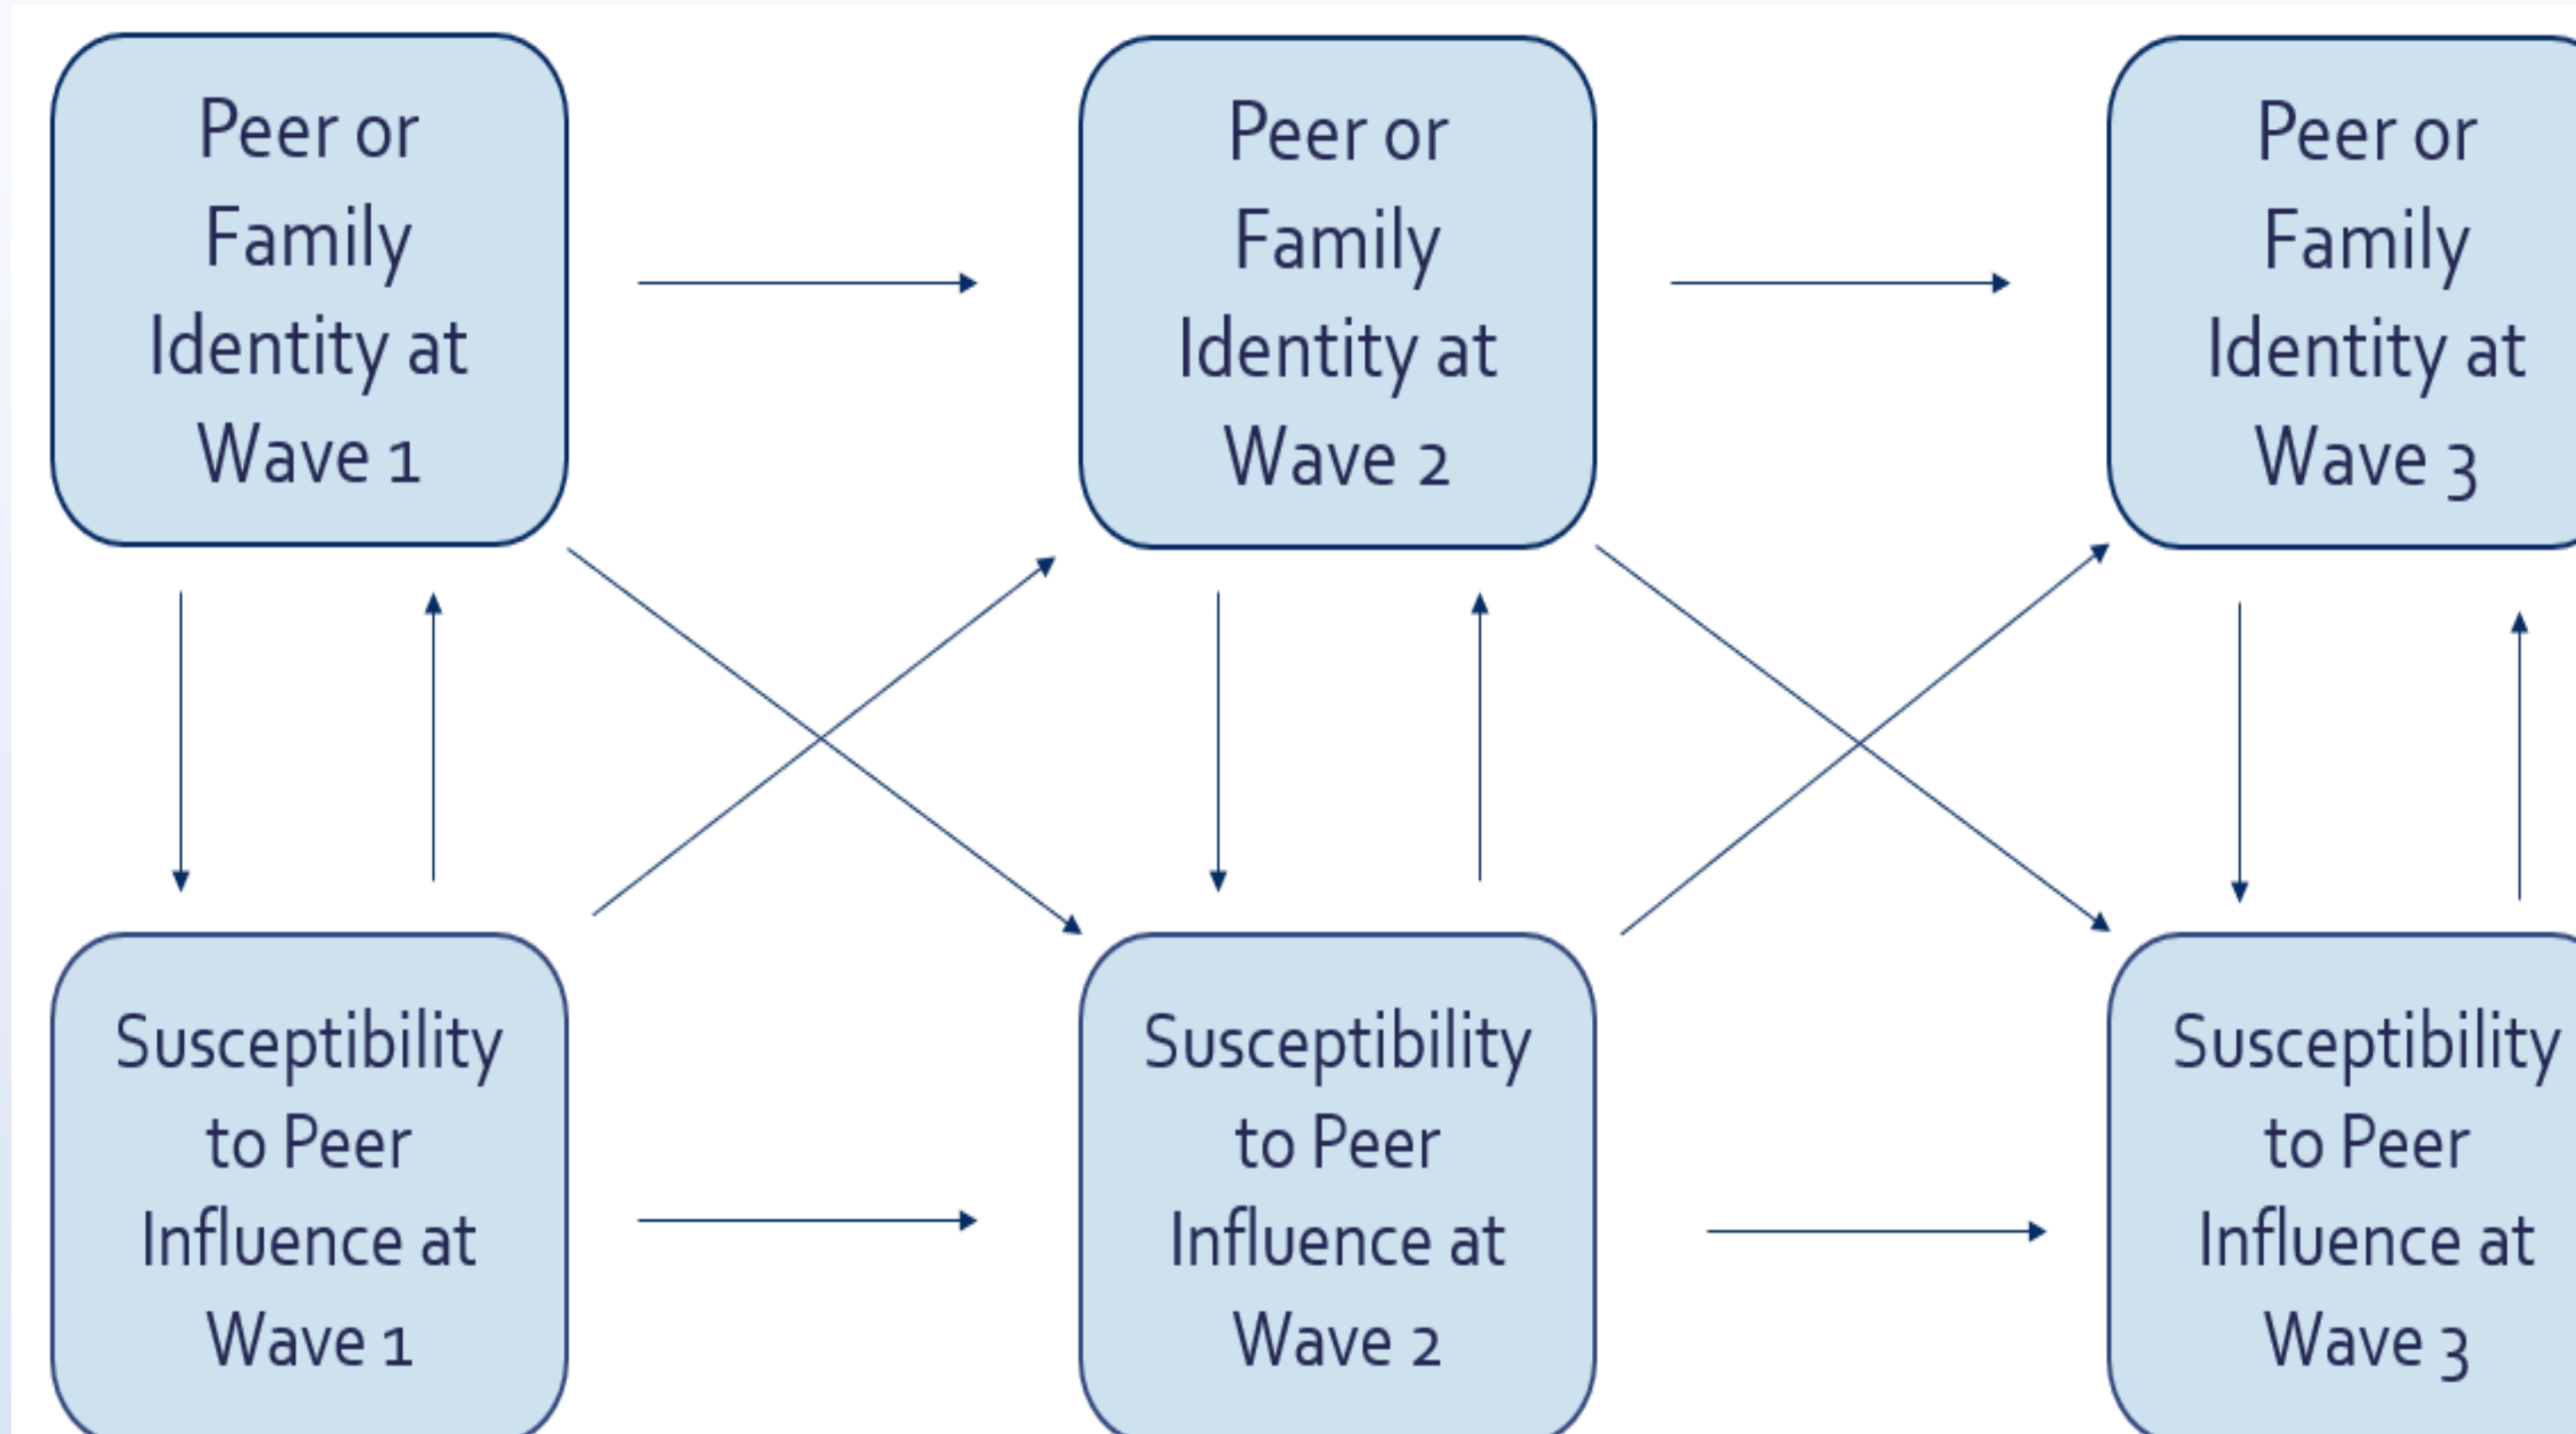 Peer or
Family
Identity at
Wave 1
Peer or
Family
Identity at
Wave 2
Peer or
Family
Identity at
Wave 3
Susceptibility
to Peer
Influence at
Wave 1
Susceptibility
to Peer
Influence at
Wave 2
Susceptibility
to Peer
Influence at
Wave 3